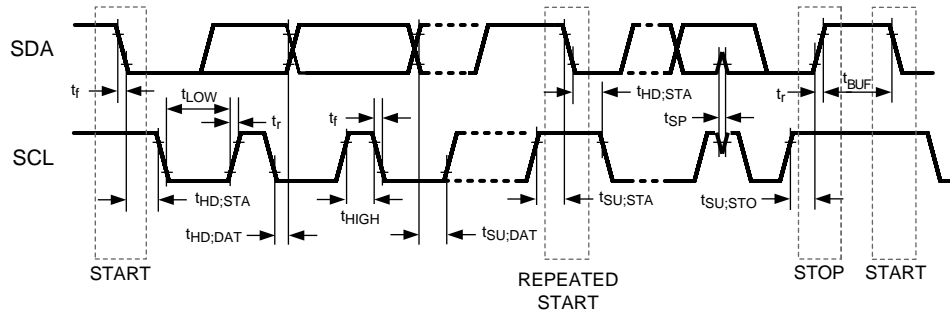 SDA
t_f
t_LOW
t_r
t_f
t_HD;STA
t_SP
t_r
t_BUF
SCL
t_HD;STA
t_HD;DAT
t_HIGH
t_SU;DAT
t_SU;STA
t_SU;STO
START
REPEATED
START
STOP
START